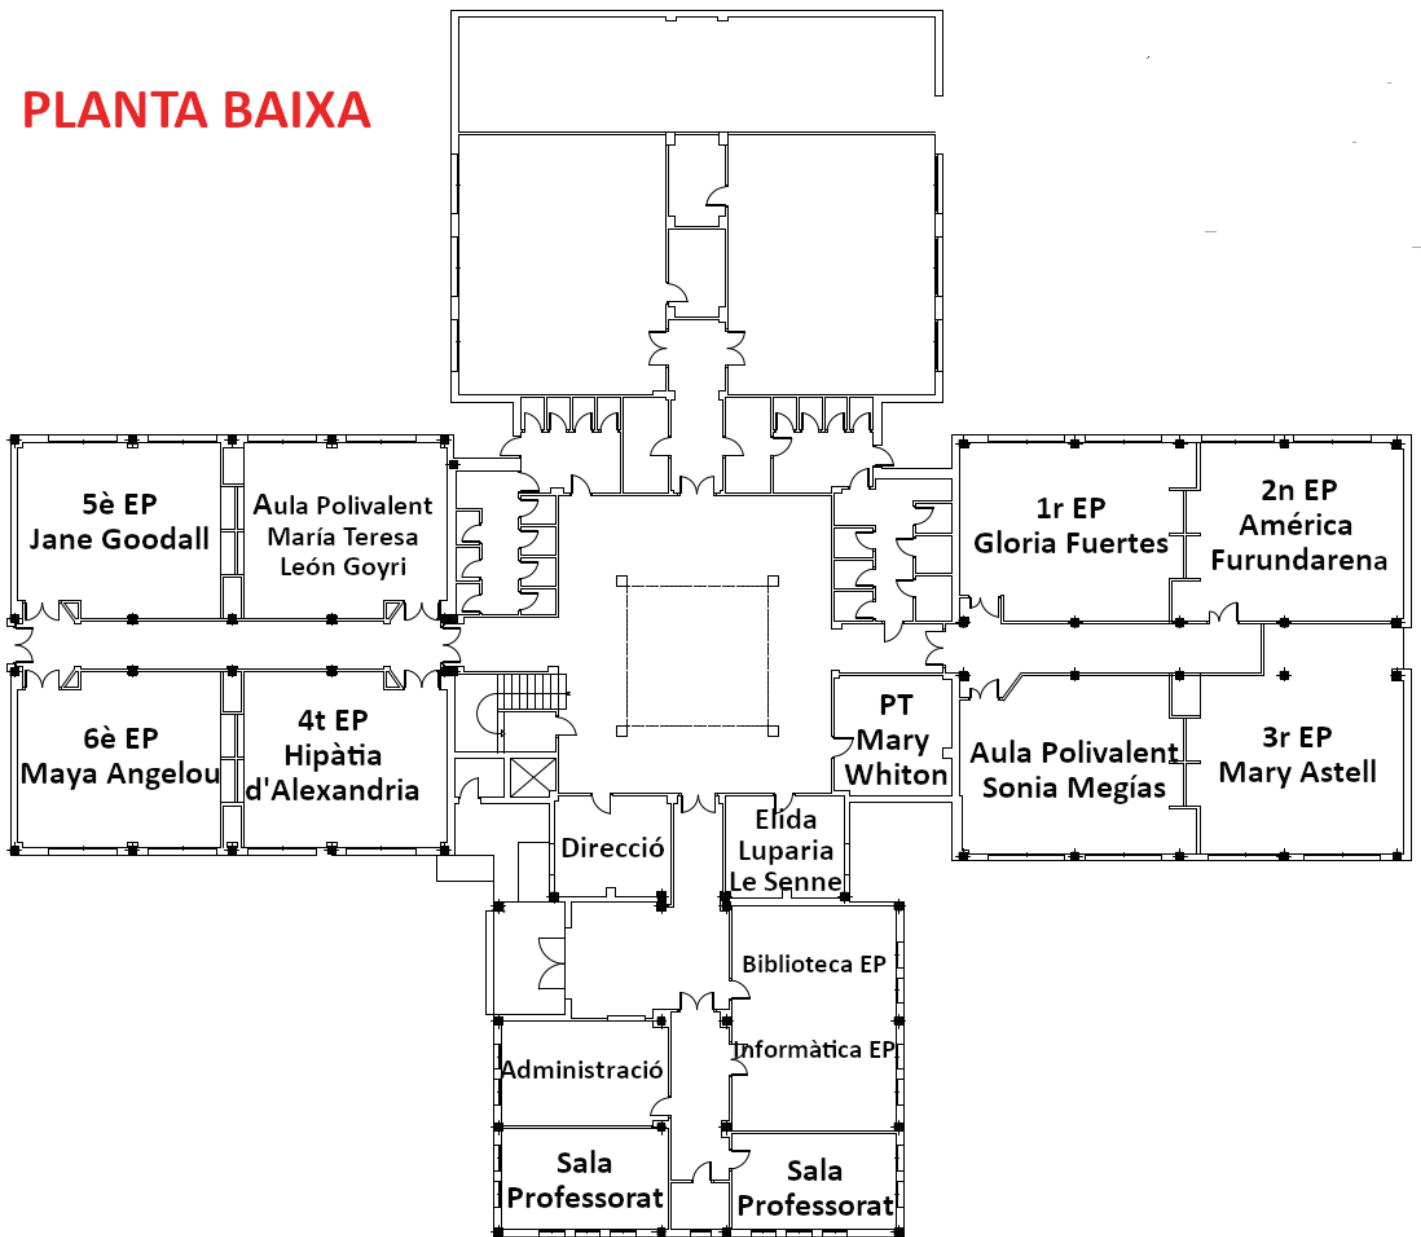 PLANTA BAIXA
5è EP
Jane Goodall
Aula Polivalent
María Teresa
León Goyri
1r EP
Gloria Fuertes
2n EP
América
Furundarena
6è EP
Maya Angelou
4t EP
Hipàtia
d'Alexandria
PT
Mary
Whiton
Aula Polivalent
Sonia Megías
3r EP
Mary Astell
Direcció
Elida
Luparia
Le Senne
Biblioteca EP
Informàtica EP
Administració
Sala
Professorat
Sala
Professorat